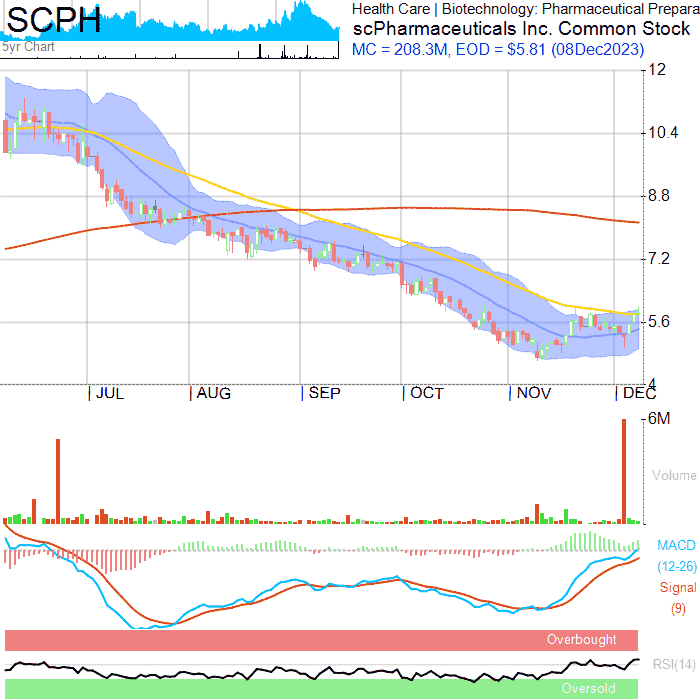 SCPH
Health Care | Biotechnology: Pharmaceutical Prepara
scPharmaceuticals Inc. Common Stock
MC = 208.3M, EOD = $5.81 (08Dec2023)
5yr Chart
12
10.4
8.8
7.2
5.6
4
JUL AUG SEP OCT NOV DEC
6M
Volume
MACD
(12-26)
Signal
(9)
Overbought
RSI(14)
Oversold